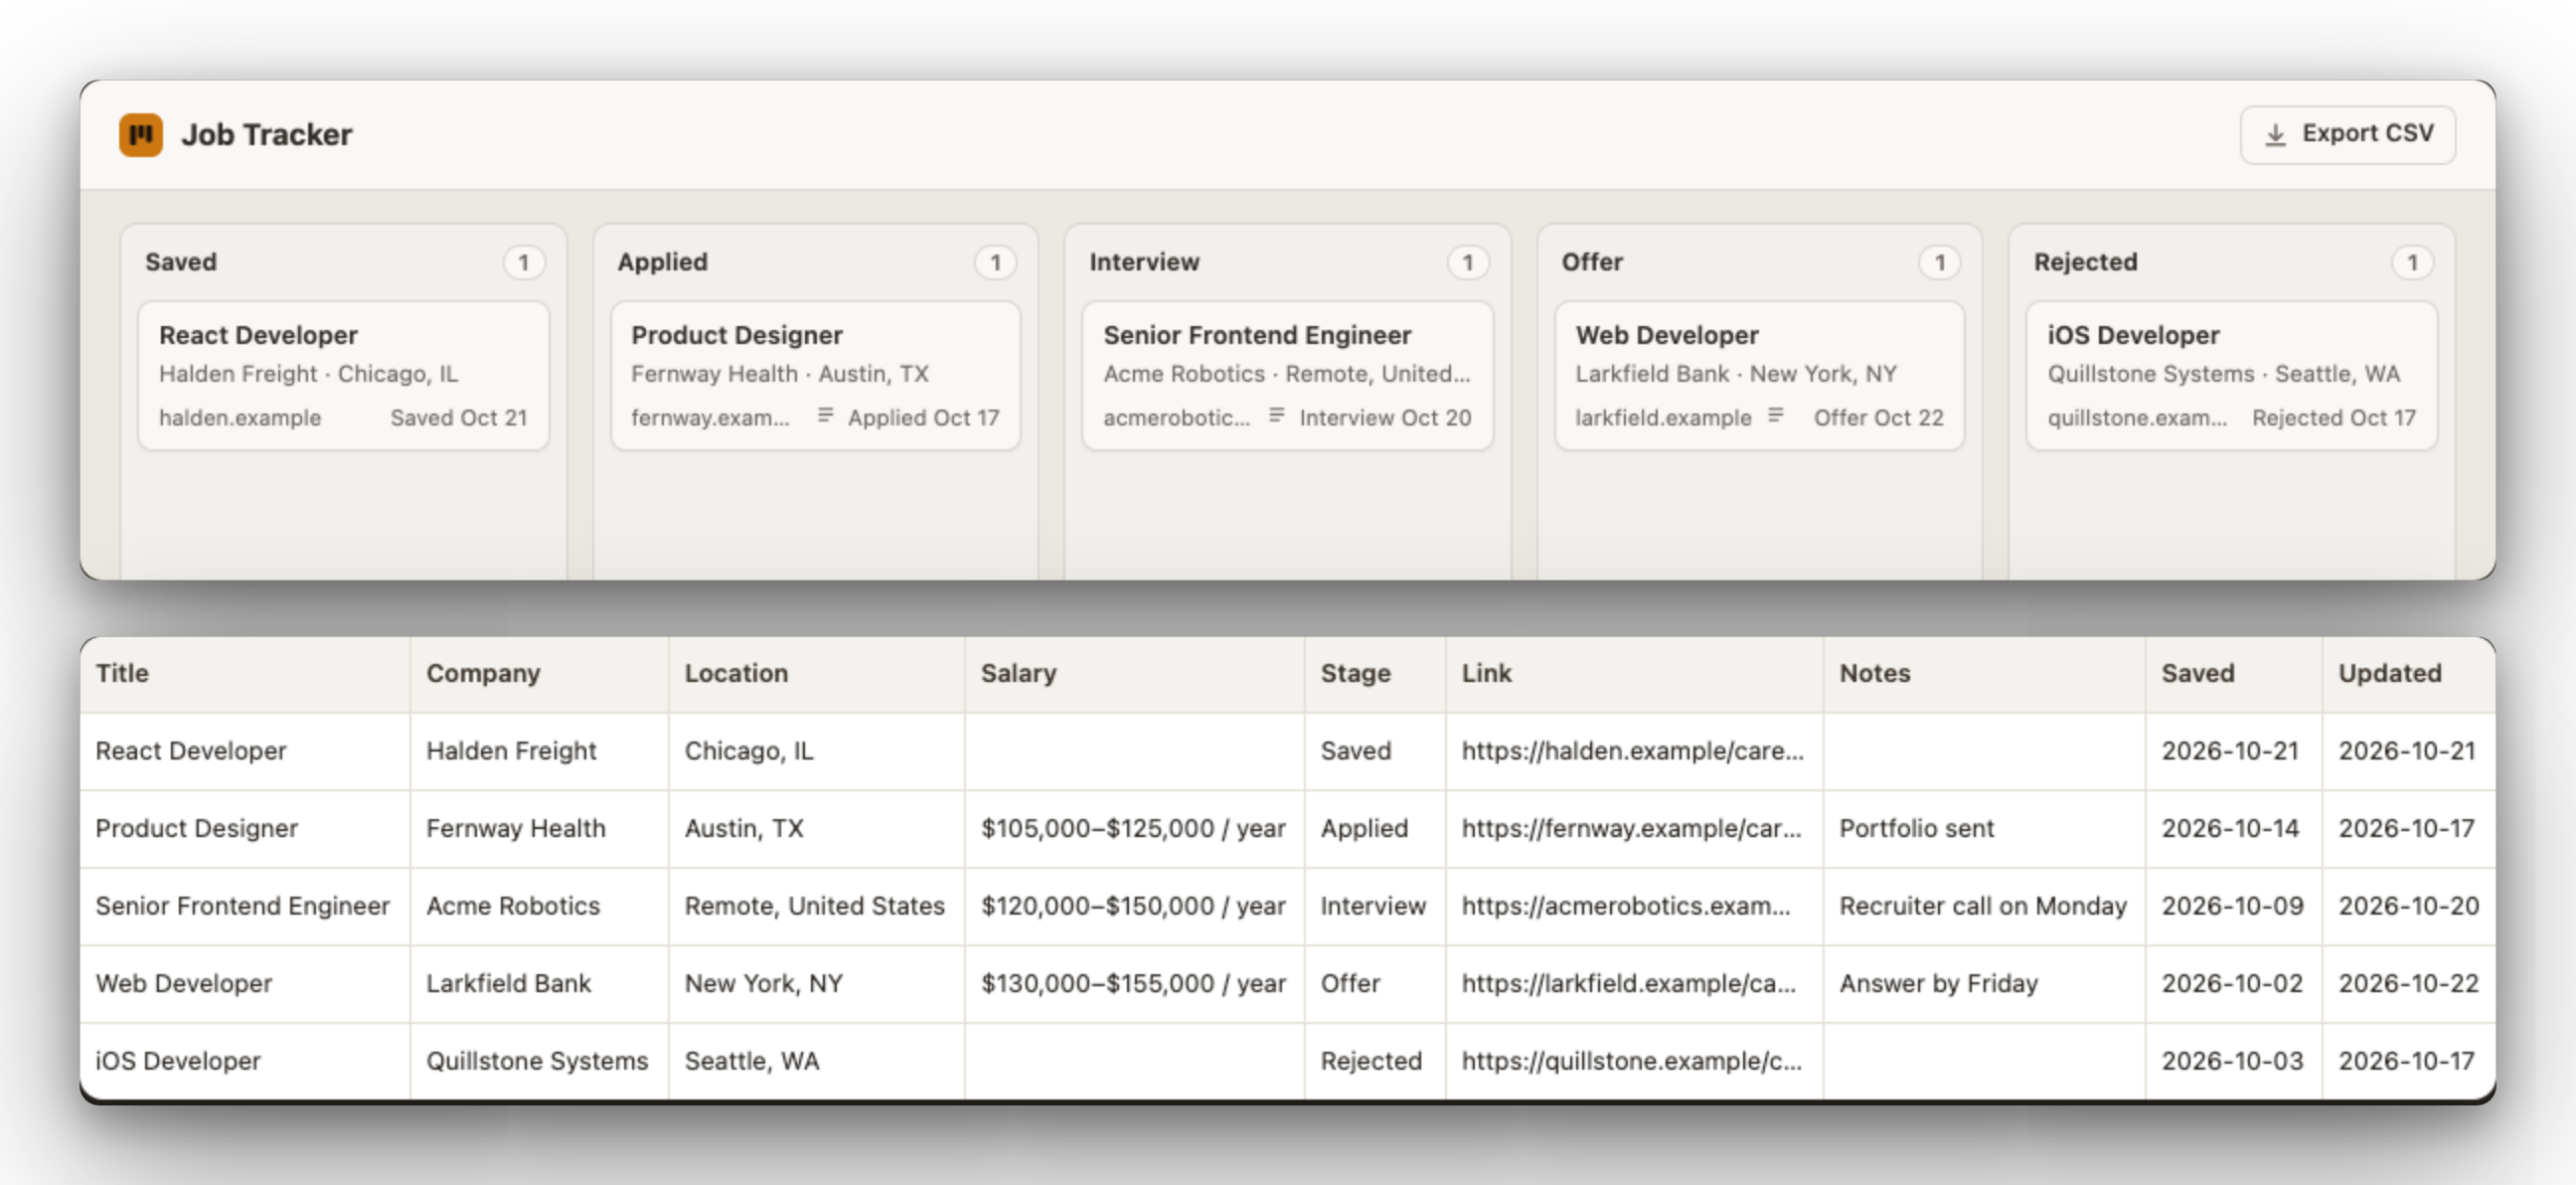 Job Tracker
Export CSV
Saved 1
Applied 1
Interview 1
Offer 1
Rejected 1
React Developer
Halden Freight · Chicago, IL
halden.example Saved Oct 21
Product Designer
Fernway Health · Austin, TX
fernway.exam... Applied Oct 17
Senior Frontend Engineer
Acme Robotics · Remote, United...
acmerobotic... Interview Oct 20
Web Developer
Larkfield Bank · New York, NY
larkfield.example Offer Oct 22
iOS Developer
Quillstone Systems · Seattle, WA
quillstone.exam... Rejected Oct 17
Title Company Location Salary Stage Link Notes Saved Updated
React Developer Halden Freight Chicago, IL Saved https://halden.example/care... 2026-10-21 2026-10-21
Product Designer Fernway Health Austin, TX $105,000–$125,000 / year Applied https://fernway.example/car... Portfolio sent 2026-10-14 2026-10-17
Senior Frontend Engineer Acme Robotics Remote, United States $120,000–$150,000 / year Interview https://acmerobotics.exam... Recruiter call on Monday 2026-10-09 2026-10-20
Web Developer Larkfield Bank New York, NY $130,000–$155,000 / year Offer https://larkfield.example/ca... Answer by Friday 2026-10-02 2026-10-22
iOS Developer Quillstone Systems Seattle, WA Rejected https://quillstone.example/c... 2026-10-03 2026-10-17